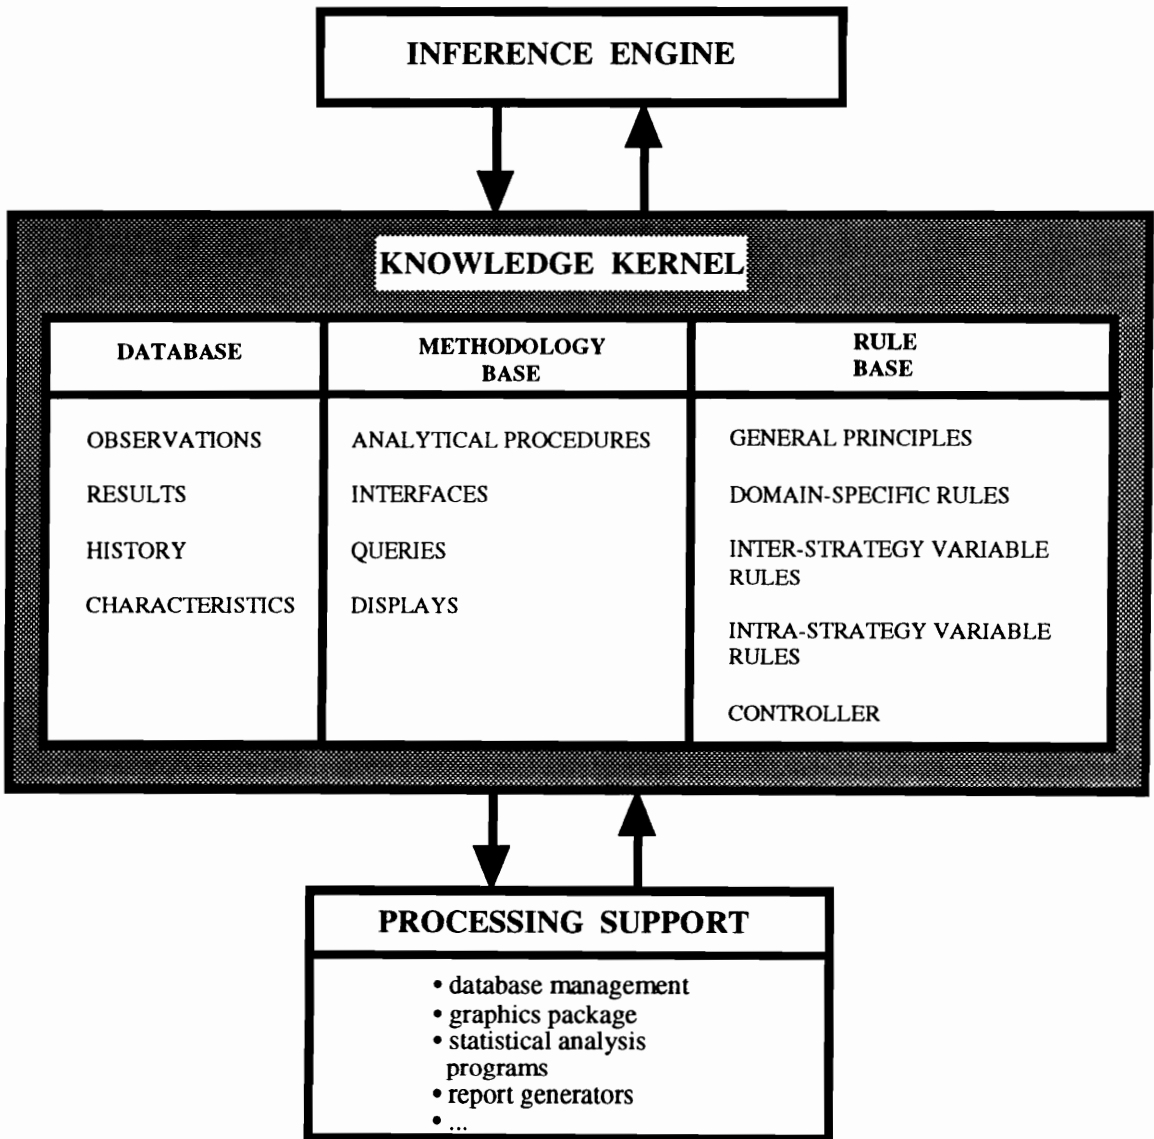 INFERENCE ENGINE
KNOWLEDGE KERNEL
DATABASE
OBSERVATIONS
RESULTS
HISTORY
CHARACTERISTICS
METHODOLOGY
BASE
ANALYTICAL PROCEDURES
INTERFACES
QUERIES
DISPLAYS
RULE
BASE
GENERAL PRINCIPLES
DOMAIN-SPECIFIC RULES
INTER-STRATEGY VARIABLE
RULES
INTRA-STRATEGY VARIABLE
RULES
CONTROLLER
PROCESSING SUPPORT
• database management
• graphics package
• statistical analysis
programs
• report generators
• ...